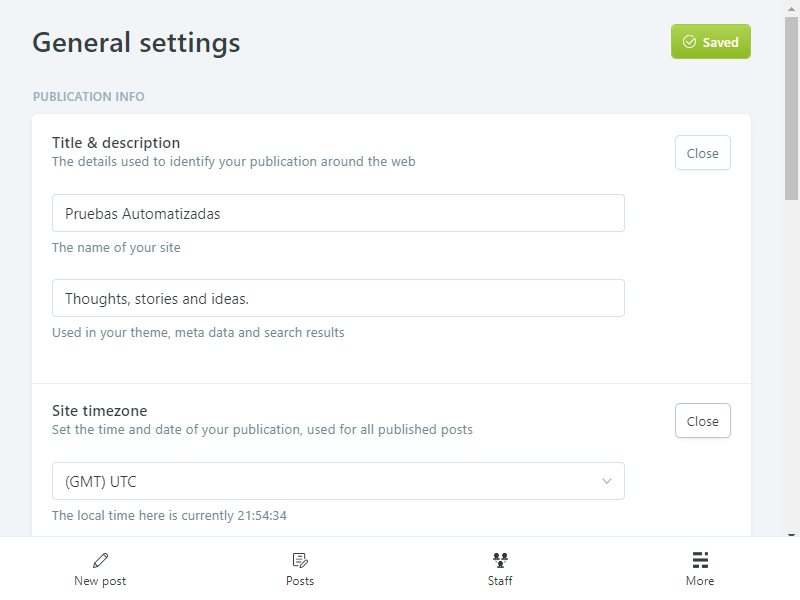 General settings
Saved
PUBLICATION INFO
Title & description
The details used to identify your publication around the web
Close
Pruebas Automatizadas
The name of your site
Thoughts, stories and ideas.
Used in your theme, meta data and search results
Site timezone
Set the time and date of your publication, used for all published posts
Close
(GMT) UTC
The local time here is currently 21:54:34
New post
Posts
Staff
More